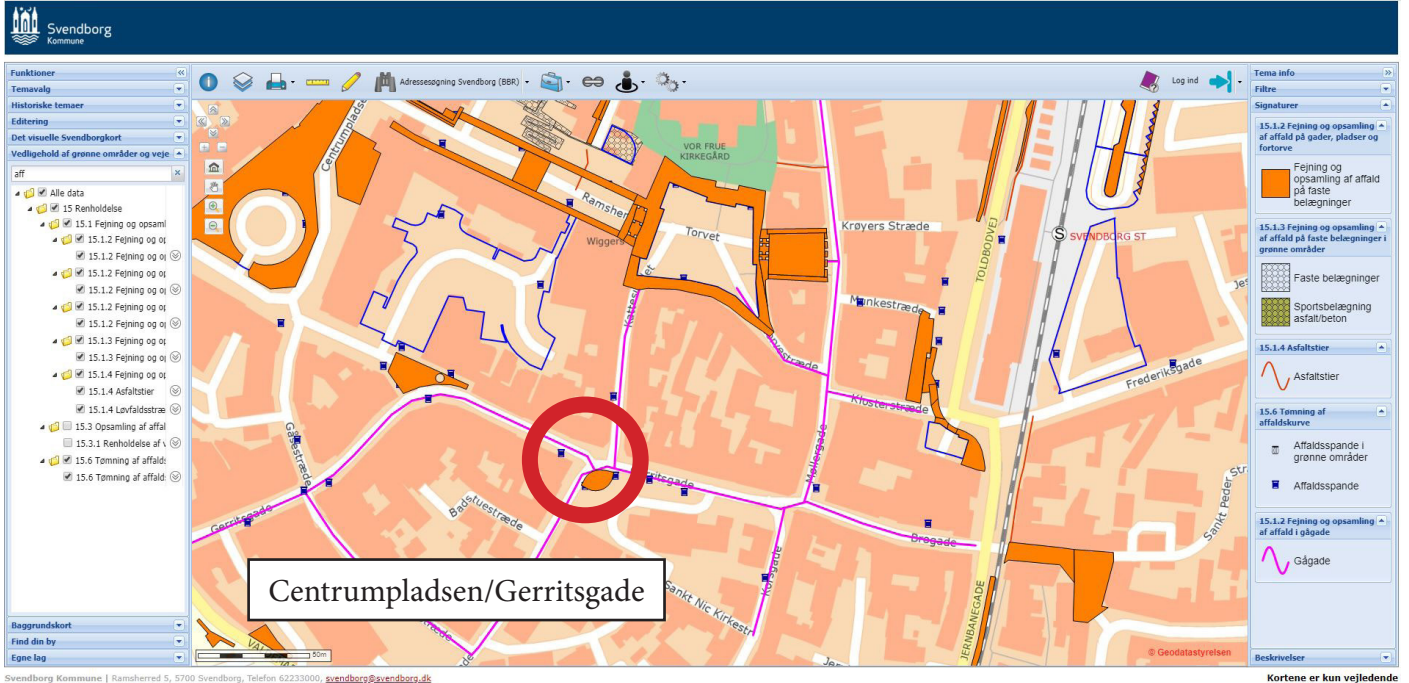 Svendborg
Kommune
Funktioner
Temavalg
Historiske temaer
Editering
Det visuelle Svendborgkort
Vedligehold af grønne områder og veje
aff
Alle data
15 Renholdelse
15.1 Fejning og opsaml
15.1.2 Fejning og op
15.1.2 Fejning og op
15.1.2 Fejning og op
15.1.2 Fejning og op
15.1.2 Fejning og op
15.1.2 Fejning og op
15.1.3 Fejning og op
15.1.3 Fejning og op
15.1.4 Fejning og op
15.1.4 Asfaltstier
15.1.4 Løvfaldsstræ
15.3 Opsamling af affal
15.3.1 Renholdelse af v
15.6 Tømning af affalds
15.6 Tømning af affalds
Baggrundskort
Find din by
Egne lag
Adressesøgning Svendborg (BBR)
Log ind
Centrumpladse
VOR FRUE
KIRKEGÅRD
Ramsher
Wiggers
Torvet
Krøyers Stræde
TOLDBODVEJ
S SVENDBORG ST
Jes
Munkestræde
Frederiksgade
Klosterstræde
Møllergade
Gåsestræde
Gerritsgade
rritsgade
Badstuestræde
Brogade
Sankt Peder Str
Korsgade
Sankt Nic Kirkestr
JERNBANEGADE
ræde
50m
© Geodatastyrelsen
Centrumpladsen/Gerritsgade
Tema info
Filtre
Signaturer
15.1.2 Fejning og opsamling
af affald på gader, pladser og
fortorve
Fejning og
opsamling af affald
på faste
belægninger
15.1.3 Fejning og opsamling
af affald på faste belægninger i
grønne områder
Faste belægninger
Sportsbelægning
asfalt/beton
15.1.4 Asfaltstier
Asfaltstier
15.6 Tømning af
affaldskurve
Affaldsspande i
grønne områder
Affaldsspande
15.1.2 Fejning og opsamling
af affald i gågade
Gågade
Beskrivelser
Svendborg Kommune | Ramsherred 5, 5700 Svendborg, Telefon 62233000, svendborg@svendborg.dk
Kortene er kun vejledende